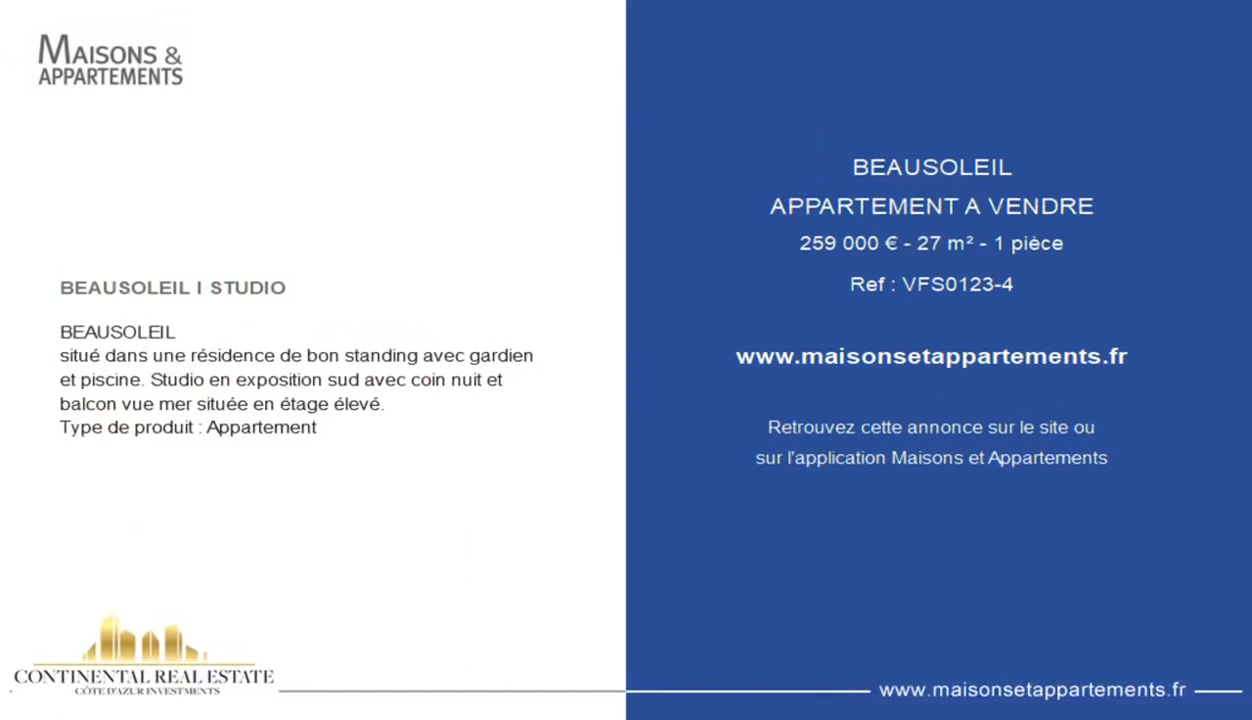 MAISONS &
APPARTEMENTS
BEAUSOLEIL I STUDIO
BEAUSOLEIL
situé dans une résidence de bon standing avec gardien
et piscine. Studio en exposition sud avec coin nuit et
balcon vue mer située en étage élevé.
Type de produit : Appartement
CONTINENTAL REAL ESTATE
CÔTE D'AZUR INVESTMENTS
BEAUSOLEIL
APPARTEMENT A VENDRE
259 000 € - 27 m² - 1 pièce
Ref : VFS0123-4
www.maisonsetappartements.fr
Retrouvez cette annonce sur le site ou
sur l'application Maisons et Appartements
www.maisonsetappartements.fr